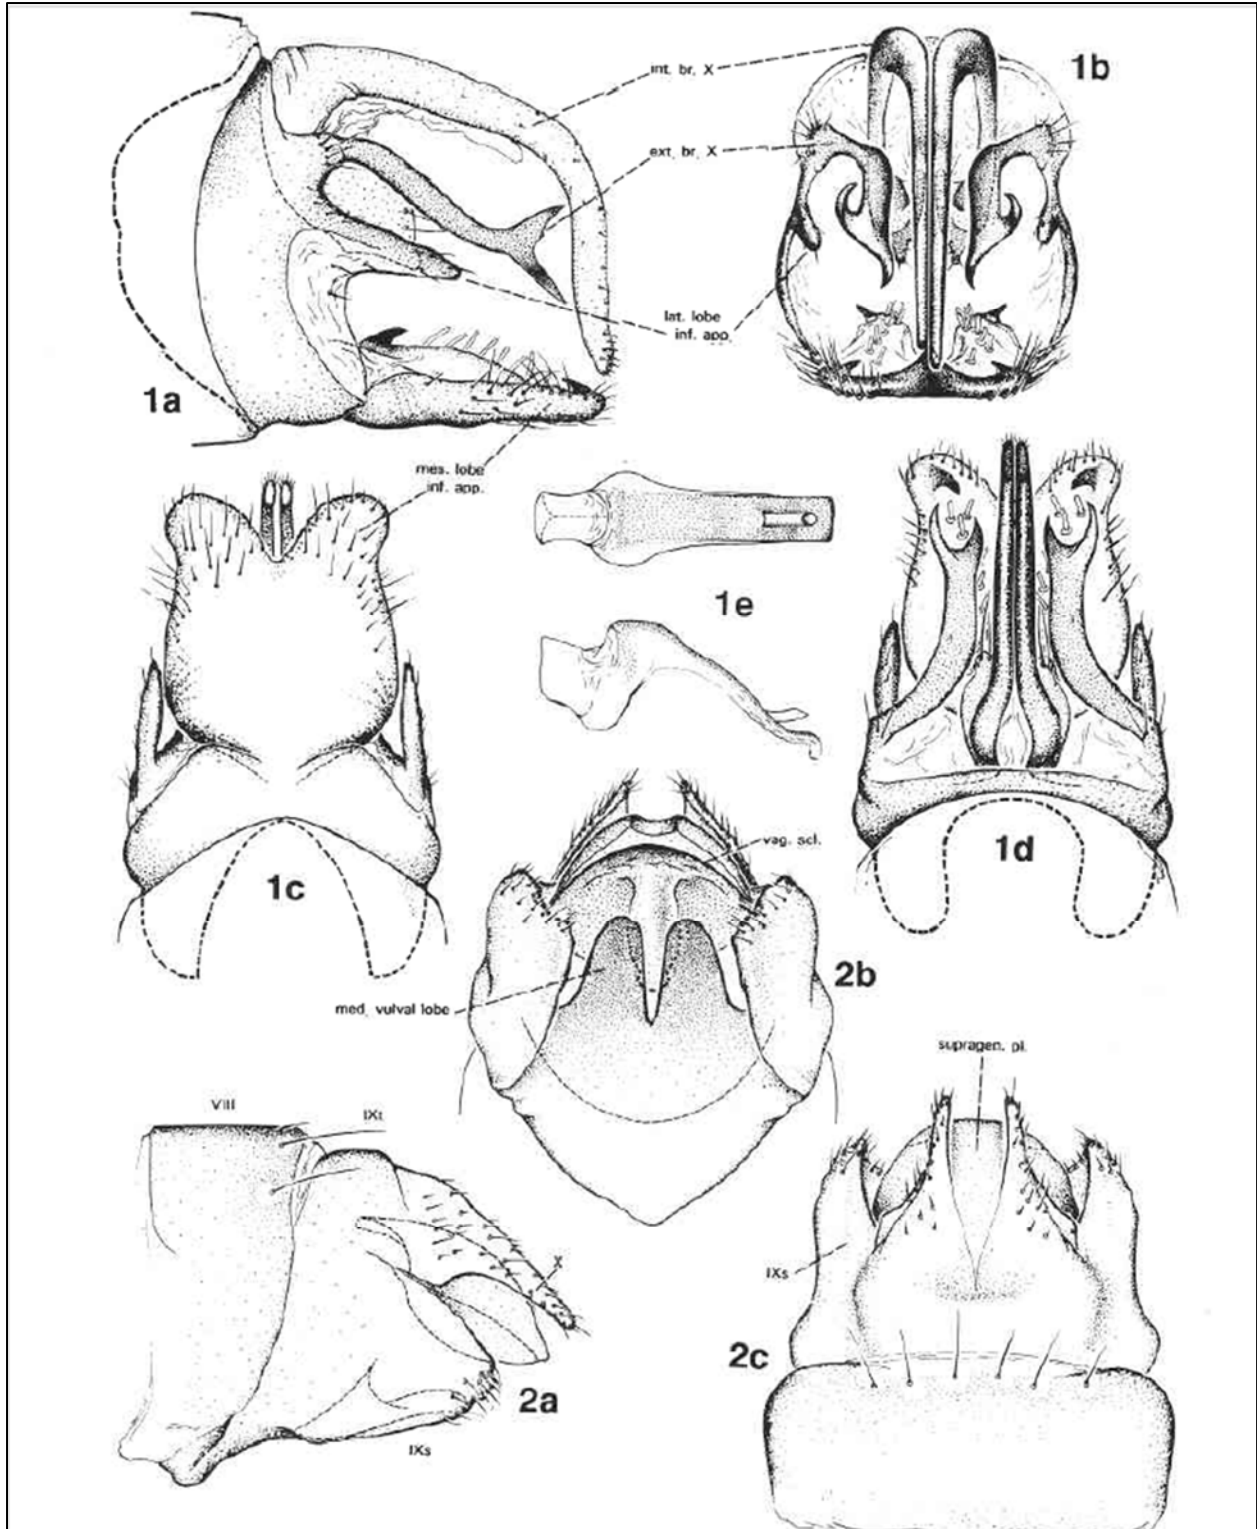 int. br. X
1b
ext. br. X
lat. lobe
inf. app.
1a
mes. lobe
inf. app.
1e
1c
1d
vag. scl.
2b
med. vulval lobe
supragen. pl.
VIII
IXt
X
IXs
2a
IXs
2c